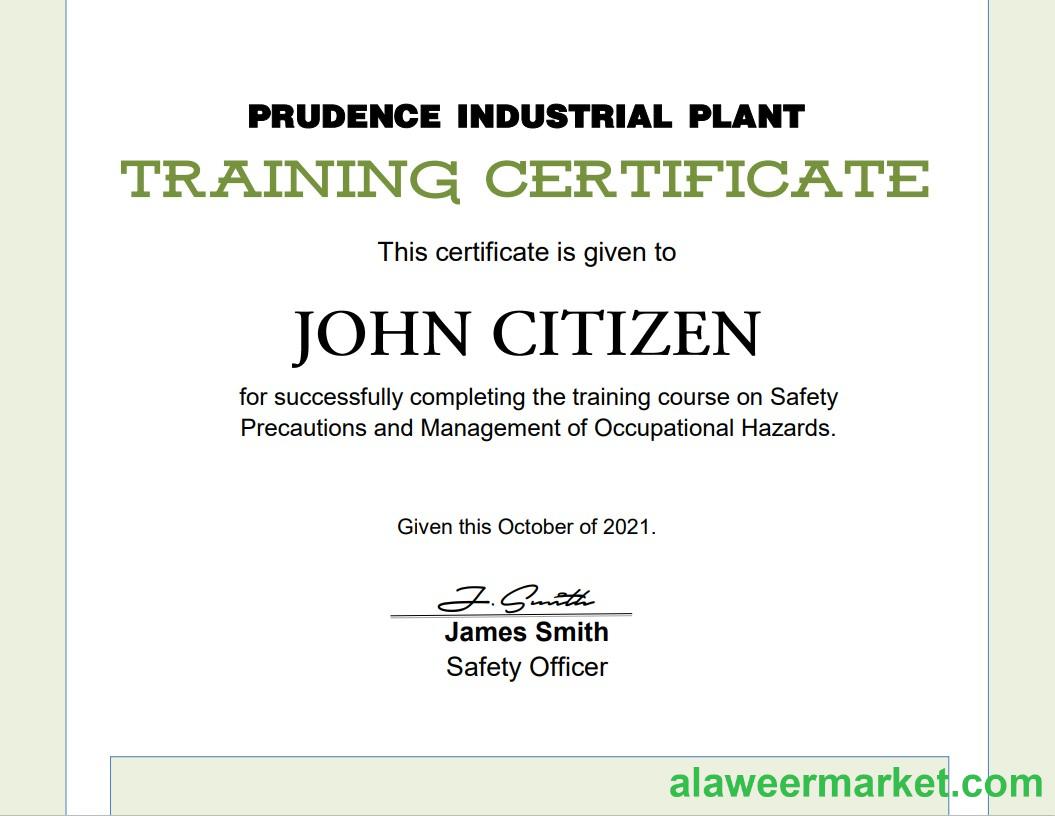 PRUDENCE INDUSTRIAL PLANT
TRAINING CERTIFICATE
This certificate is given to
JOHN CITIZEN
for successfully completing the training course on Safety
Precautions and Management of Occupational Hazards.
Given this October of 2021.
J. Smith
James Smith
Safety Officer
alaweermarket.com